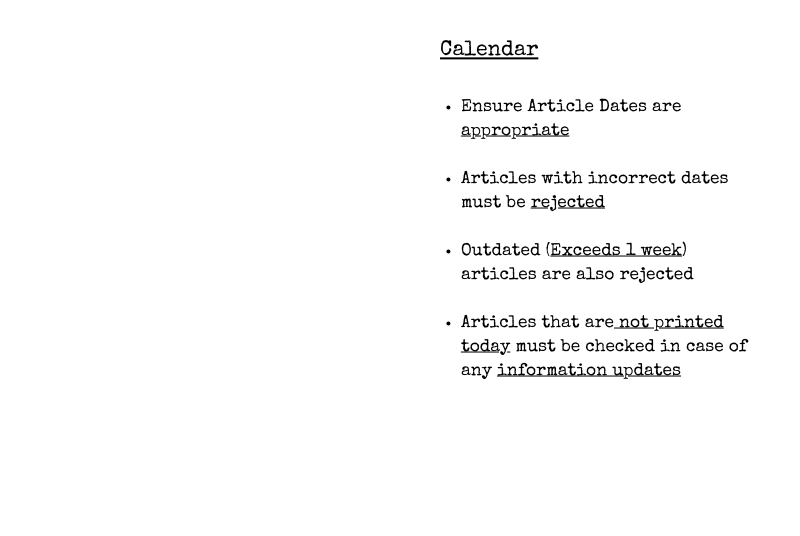 Calendar
• Ensure Article Dates are
appropriate
• Articles with incorrect dates
must be rejected
• Outdated (Exceeds 1 week)
articles are also rejected
• Articles that are not printed
today must be checked in case of
any information updates